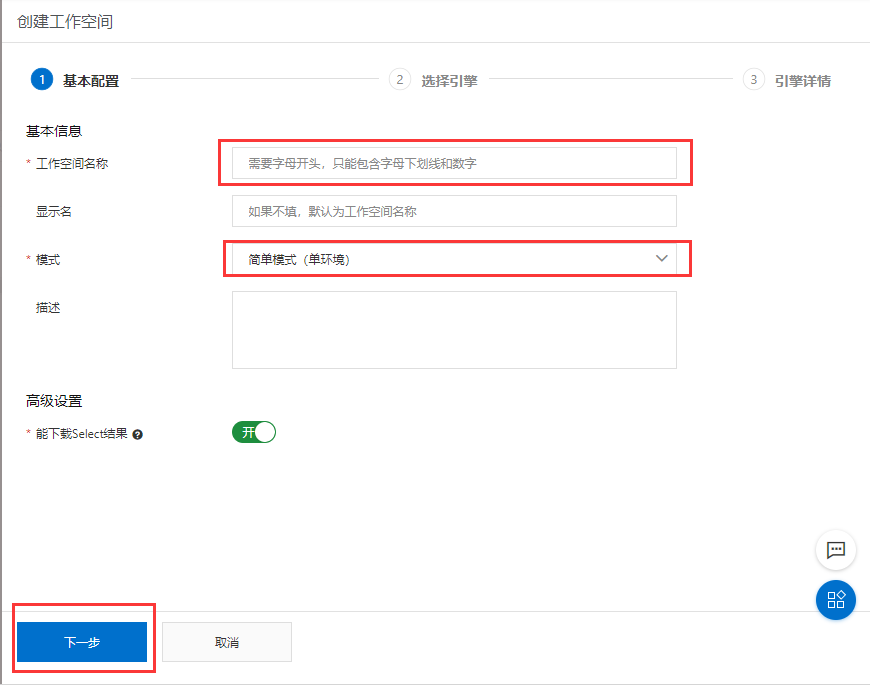 创建工作空间
1 基本配置 2 选择引擎 3 引擎详情
基本信息
* 工作空间名称 需要字母开头，只能包含字母下划线和数字
显示名 如果不填，默认为工作空间名称
* 模式 简单模式（单环境）
描述
高级设置
* 能下载Select结果 ? 开
下一步 取消